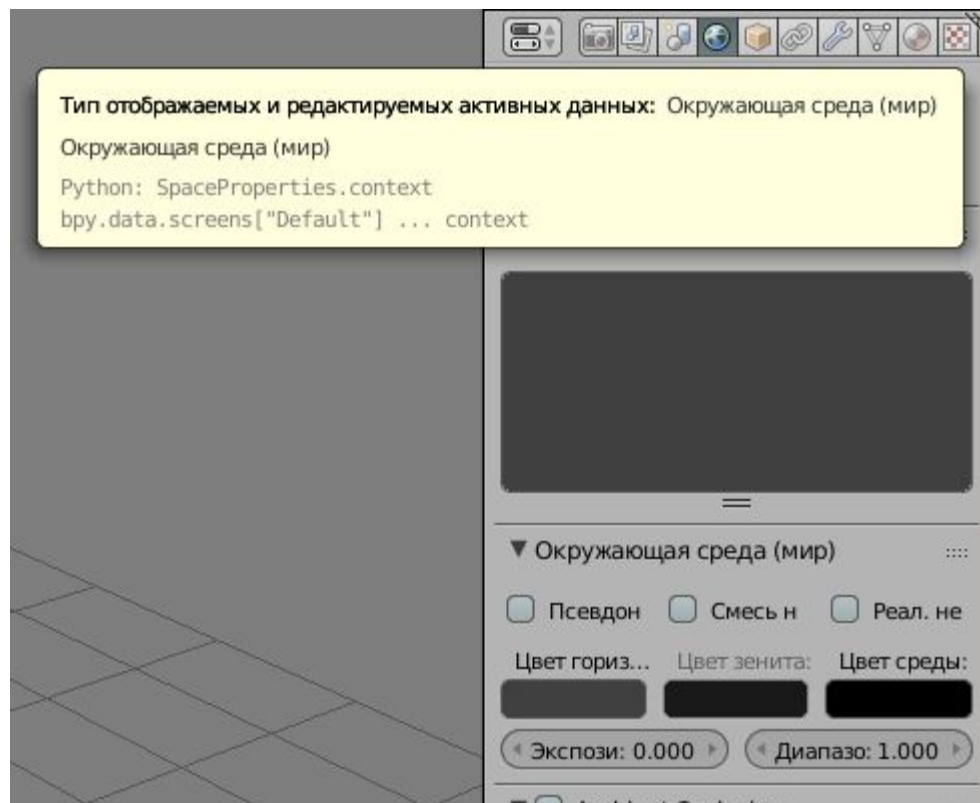 Тип отображаемых и редактируемых активных данных: Окружающая среда (мир)
Окружающая среда (мир)
Python: SpaceProperties.context
bpy.data.screens["Default"] ... context
Окружающая среда (мир)
Псевдон Смесь н Реал. не
Цвет гориз... Цвет зенита: Цвет среды:
Экспози: 0.000 Диапазо: 1.000